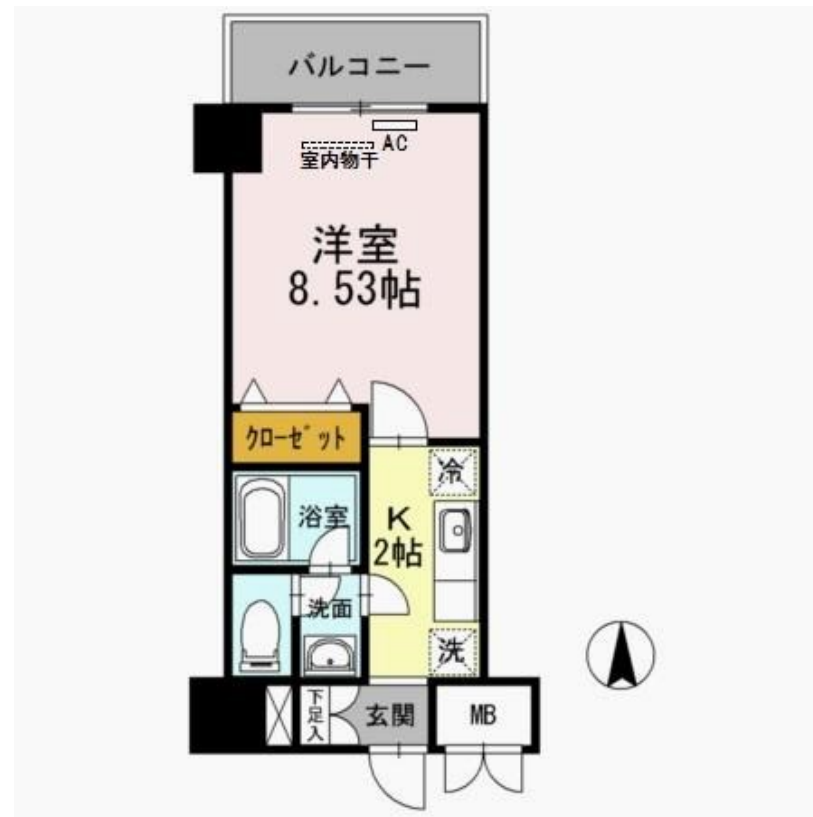 バルコニー
AC
室内物干
洋室
8.53帖
クローゼット
冷
浴室
K
2帖
洗面
洗
下足入
玄関
MB